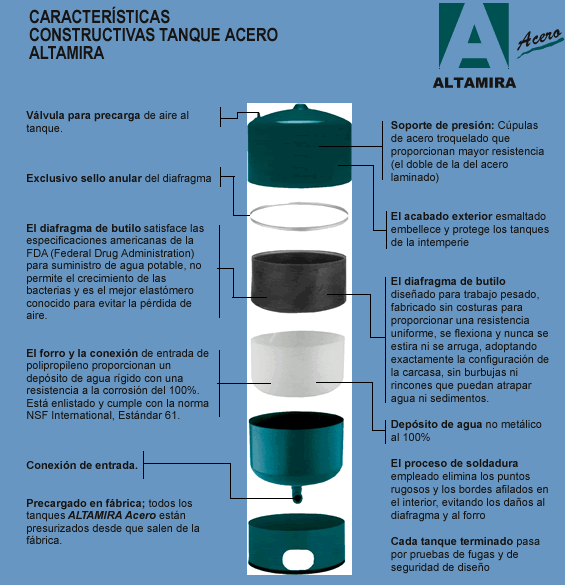 CARACTERÍSTICAS
CONSTRUCTIVAS TANQUE ACERO
ALTAMIRA
Acero
ALTAMIRA
Válvula para precarga de aire al
tanque.
Exclusivo sello anular del diafragma
El diafragma de butilo satisface las
especificaciones americanas de la
FDA (Federal Drug Administration)
para suministro de agua potable, no
permite el crecimiento de las
bacterias y es el mejor elastómero
conocido para evitar la pérdida de
aire.
El forro y la conexión de entrada de
polipropileno proporcionan un
depósito de agua rígido con una
resistencia a la corrosión del 100%.
Está enlistado y cumple con la norma
NSF International, Estándar 61.
Conexión de entrada.
Precargado en fábrica; todos los
tanques ALTAMIRA Acero están
presurizados desde que salen de la
fábrica.
Soporte de presión: Cúpulas
de acero troquelado que
proporcionan mayor resistencia
(el doble de la del acero
laminado)
El acabado exterior esmaltado
embellece y protege los tanques
de la intemperie
El diafragma de butilo
diseñado para trabajo pesado,
fabricado sin costuras para
proporcionar una resistencia
uniforme, se flexiona y nunca se
estira ni se arruga, adoptando
exactamente la configuración de
la carcasa, sin burbujas ni
rincones que puedan atrapar
agua ni sedimentos.
Depósito de agua no metálico
al 100%
El proceso de soldadura
empleado elimina los puntos
rugosos y los bordes afilados en
el interior, evitando los daños al
diafragma y al forro
Cada tanque terminado pasa
por pruebas de fugas y de
seguridad de diseño